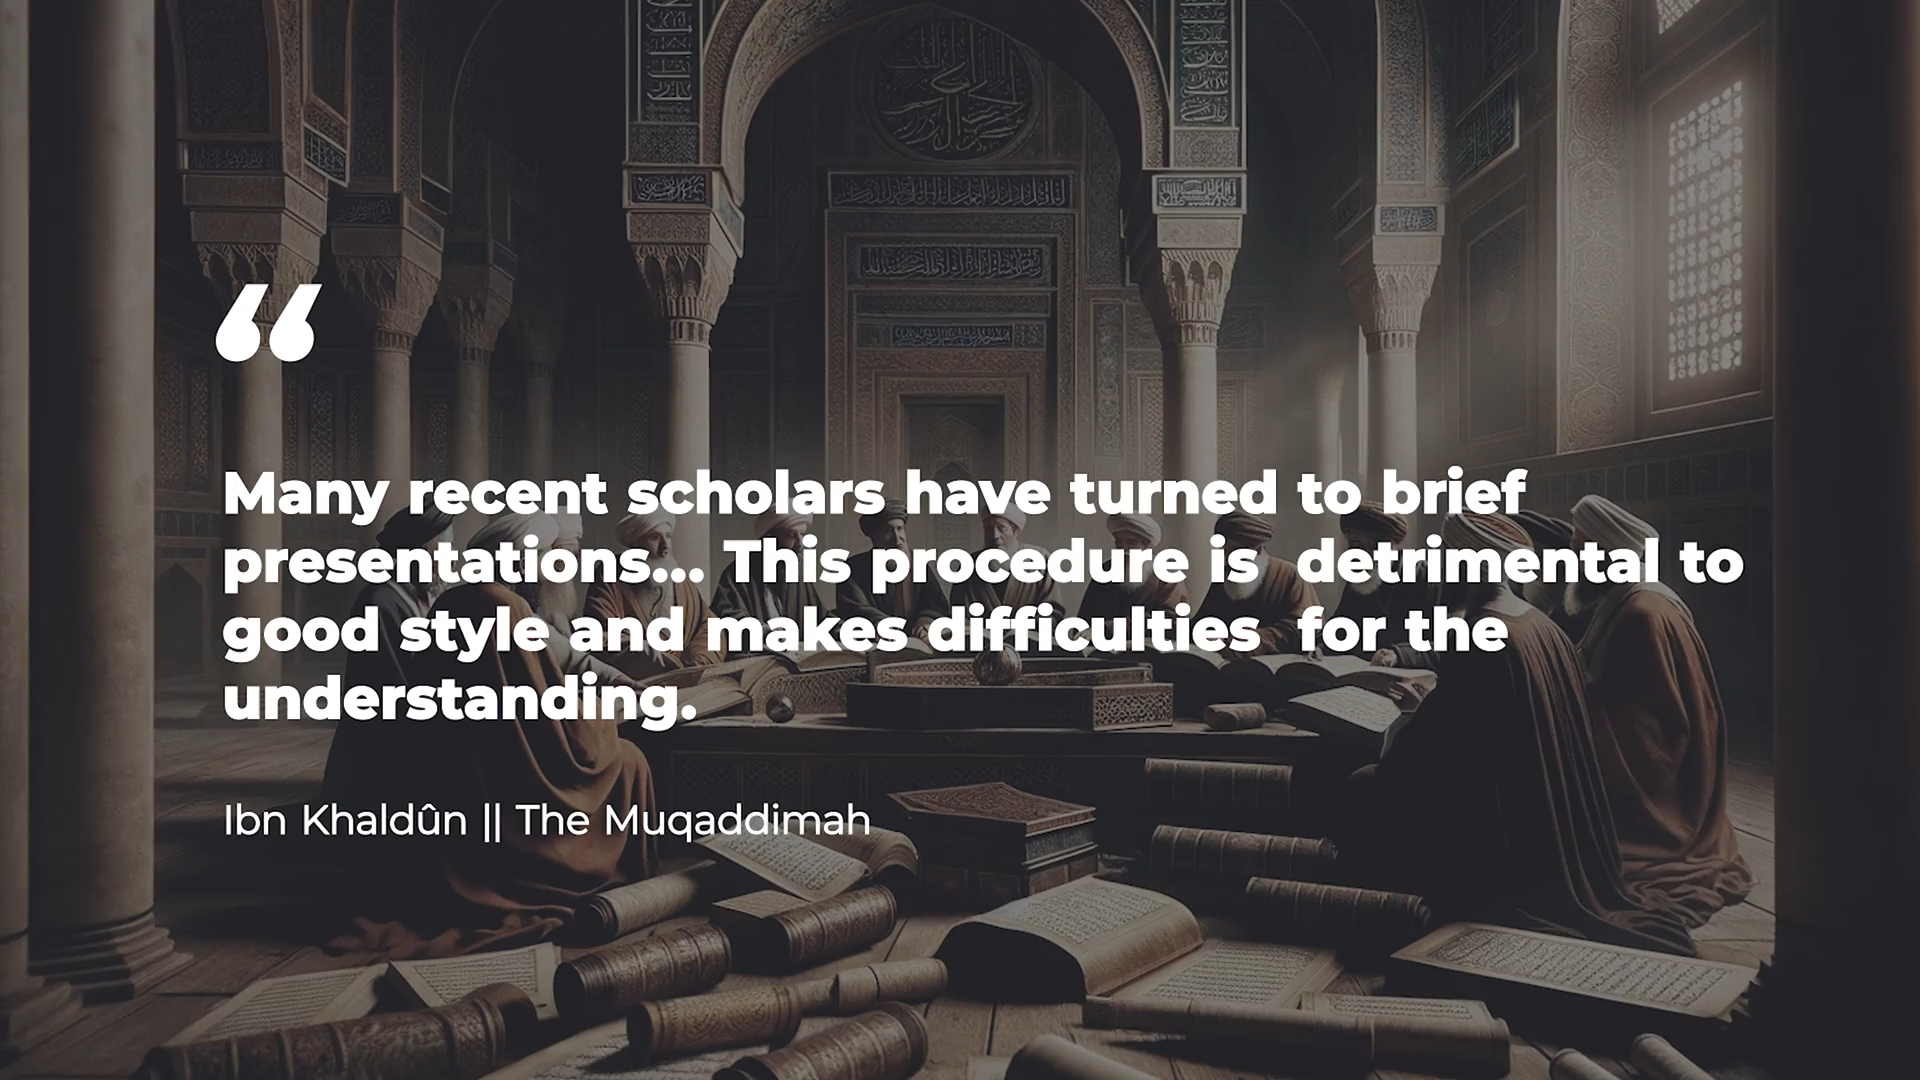 “
Many recent scholars have turned to brief
presentations... This procedure is  detrimental to
good style and makes difficulties  for the
understanding.
Ibn Khaldûn || The Muqaddimah